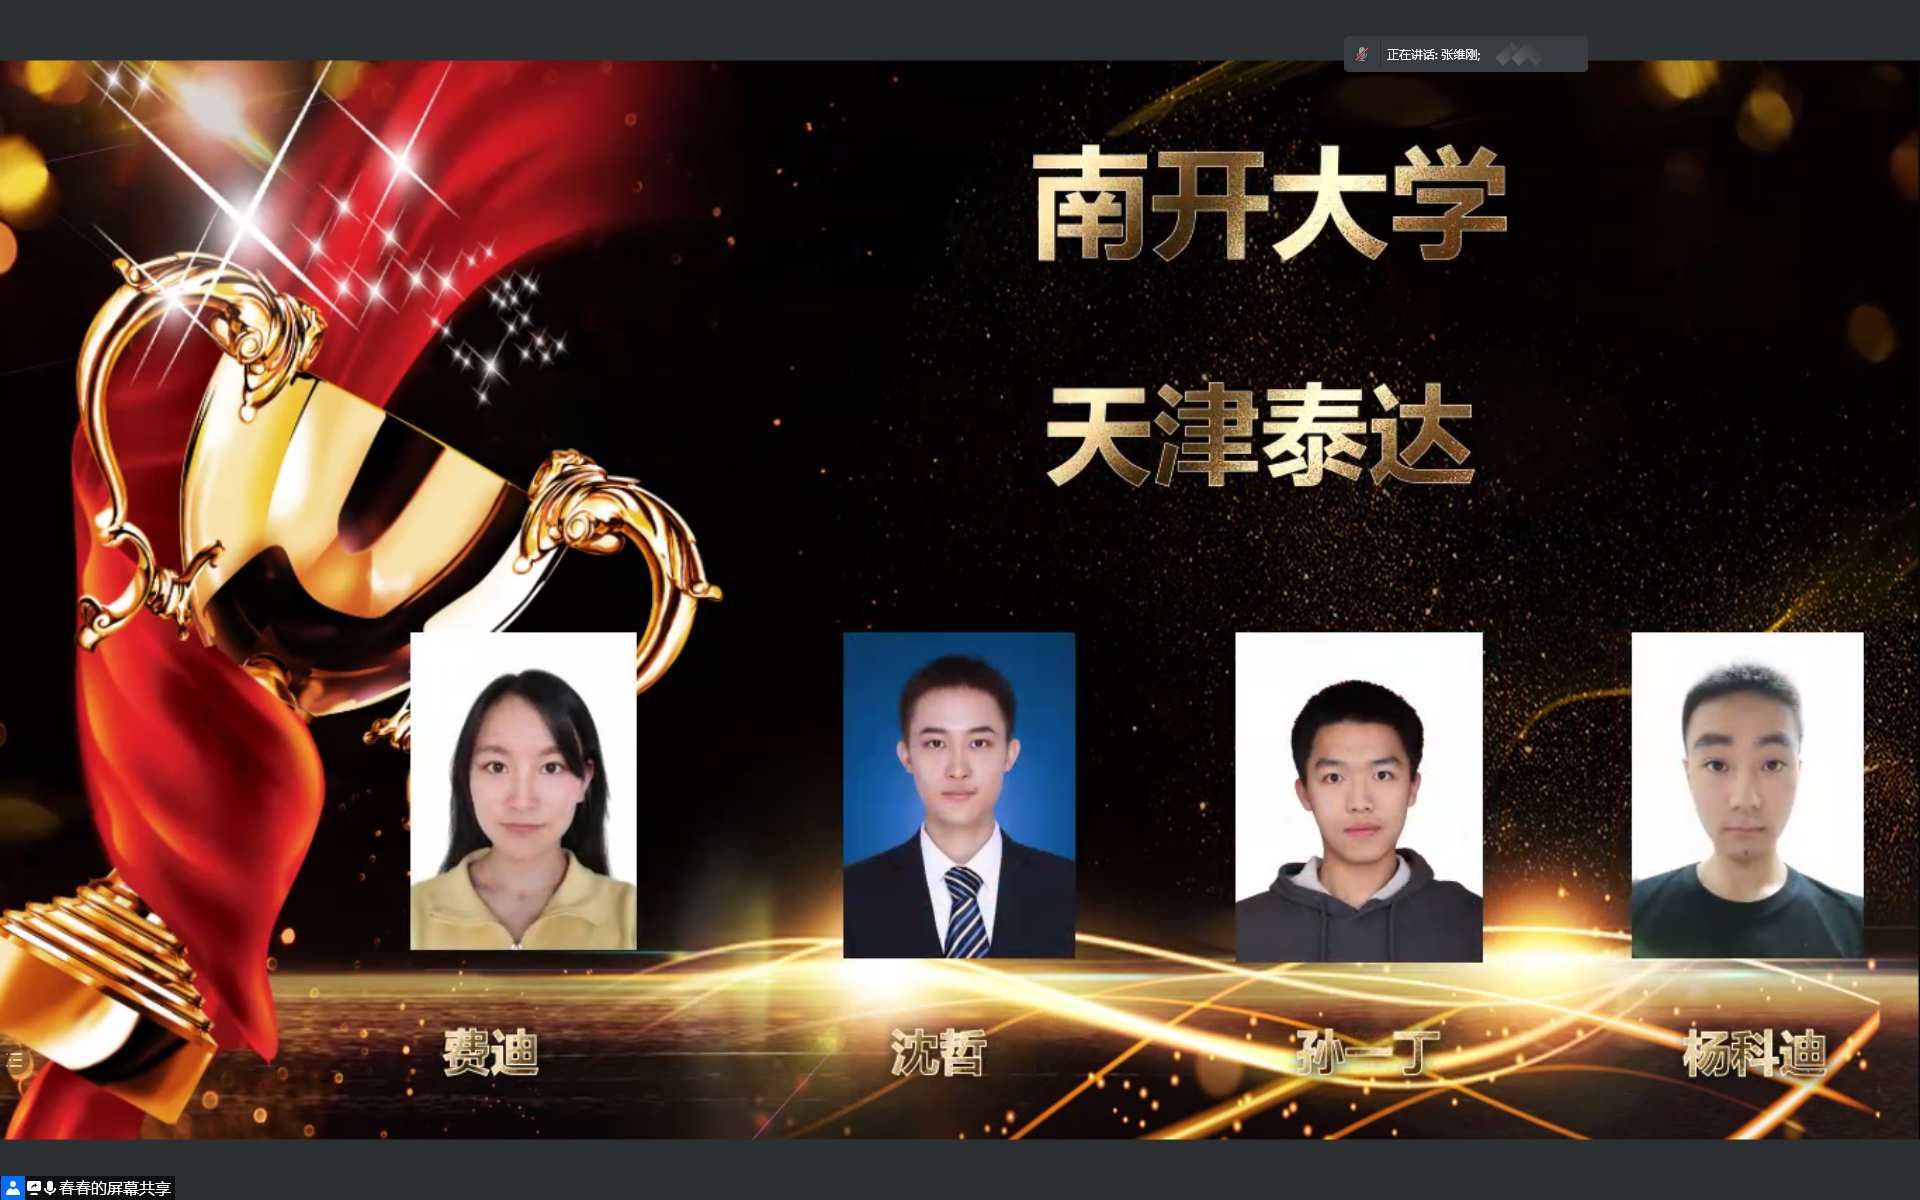 正在讲话: 张维刚;
南开大学
天津泰达
费迪
沈哲
孙一丁
杨科迪
春春的屏幕共享